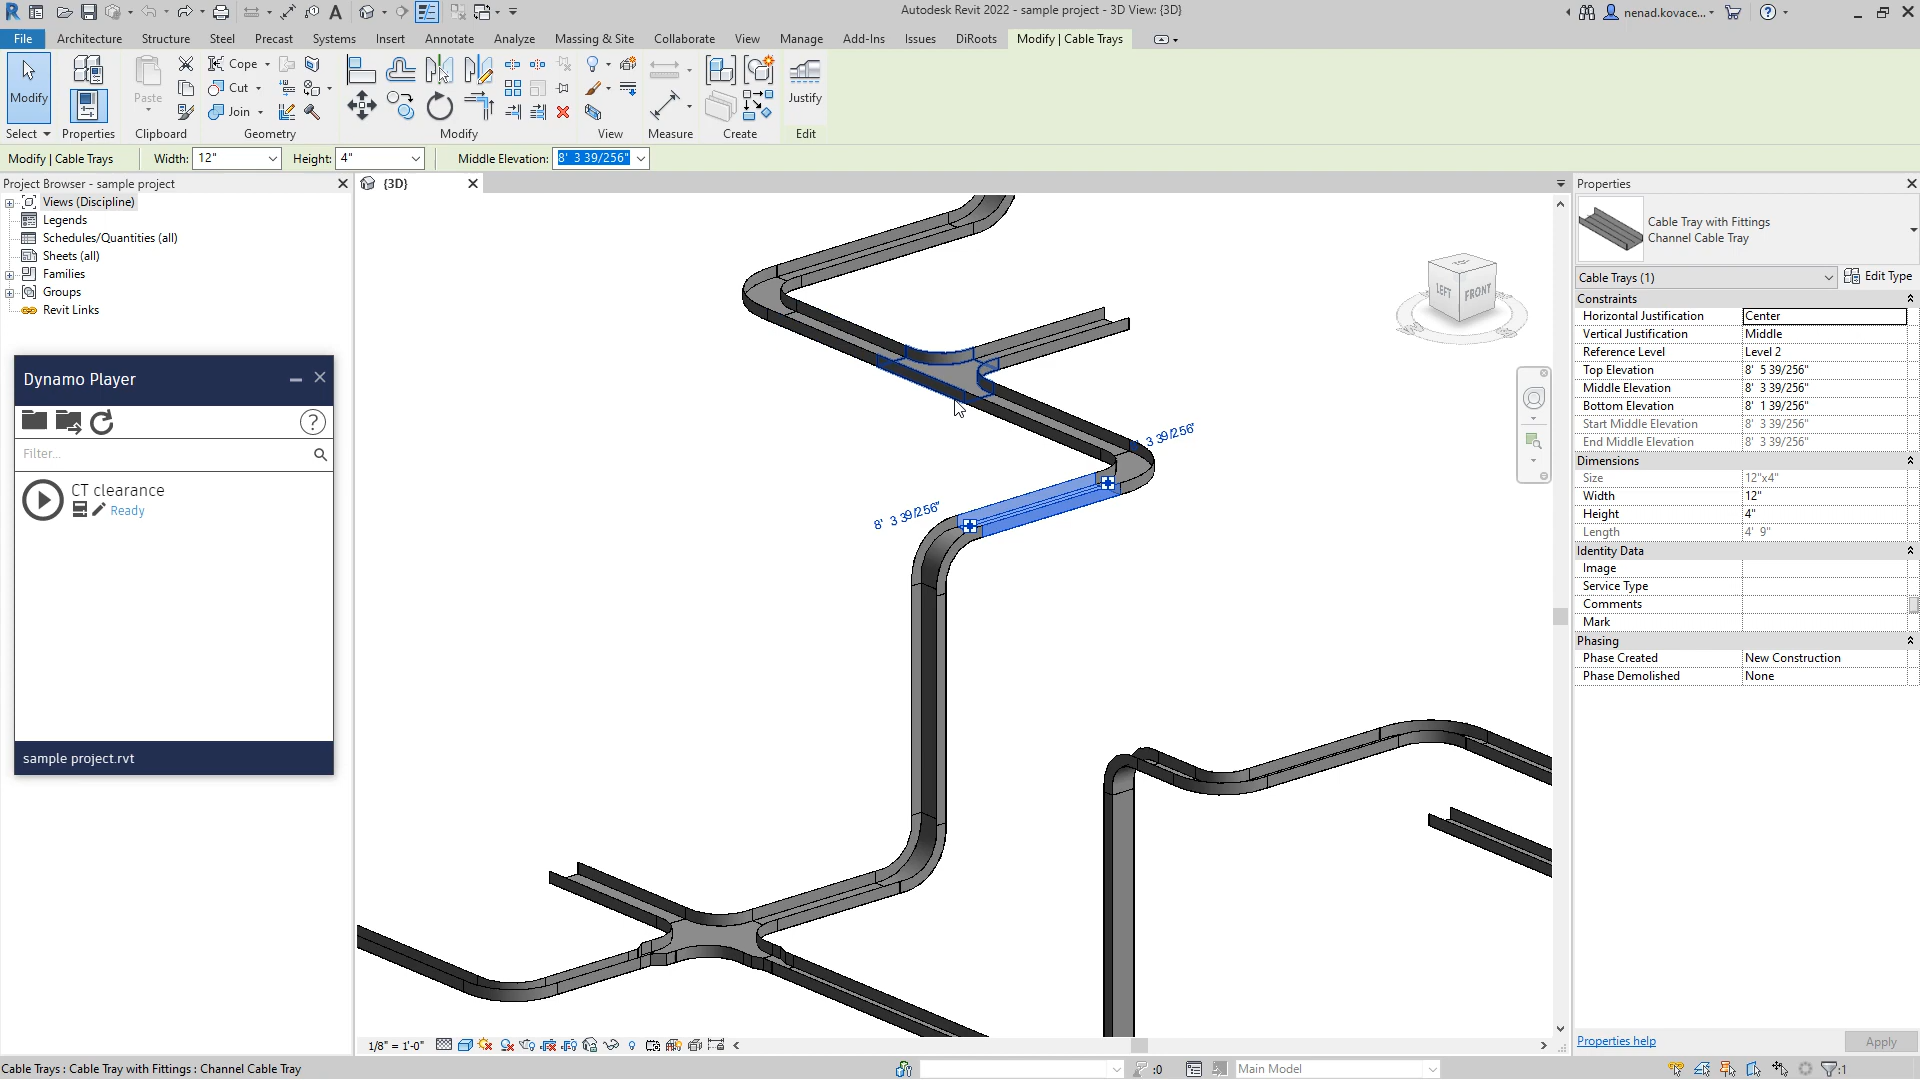 Autodesk Revit 2022 - sample project - 3D View: {3D}
nenad.kovace...
File
Architecture
Structure
Steel
Precast
Systems
Insert
Annotate
Analyze
Massing & Site
Collaborate
View
Manage
Add-Ins
Issues
DiRoots
Modify | Cable Trays
Modify
Paste
Cope
Cut
Join
Justify
Select
Properties
Clipboard
Geometry
Modify
View
Measure
Create
Edit
Modify | Cable Trays
Width: 12"
Height: 4"
Middle Elevation: 8' 3 39/256"
Project Browser - sample project
Views (Discipline)
Legends
Schedules/Quantities (all)
Sheets (all)
Families
Groups
Revit Links
Dynamo Player
Filter...
CT clearance
Ready
sample project.rvt
{3D}
TOP
LEFT
FRONT
3 39/256"
8' 3 39/256"
1/8" = 1'-0"
Properties
Cable Tray with Fittings
Channel Cable Tray
Cable Trays (1)
Edit Type
Constraints
Horizontal Justification Center
Vertical Justification Middle
Reference Level Level 2
Top Elevation 8' 5 39/256"
Middle Elevation 8' 3 39/256"
Bottom Elevation 8' 1 39/256"
Start Middle Elevation 8' 3 39/256"
End Middle Elevation 8' 3 39/256"
Dimensions
Size 12"x4"
Width 12"
Height 4"
Length 4' 9"
Identity Data
Image
Service Type
Comments
Mark
Phasing
Phase Created New Construction
Phase Demolished None
Properties help
Apply
Cable Trays : Cable Tray with Fittings : Channel Cable Tray
:0
Main Model
:1